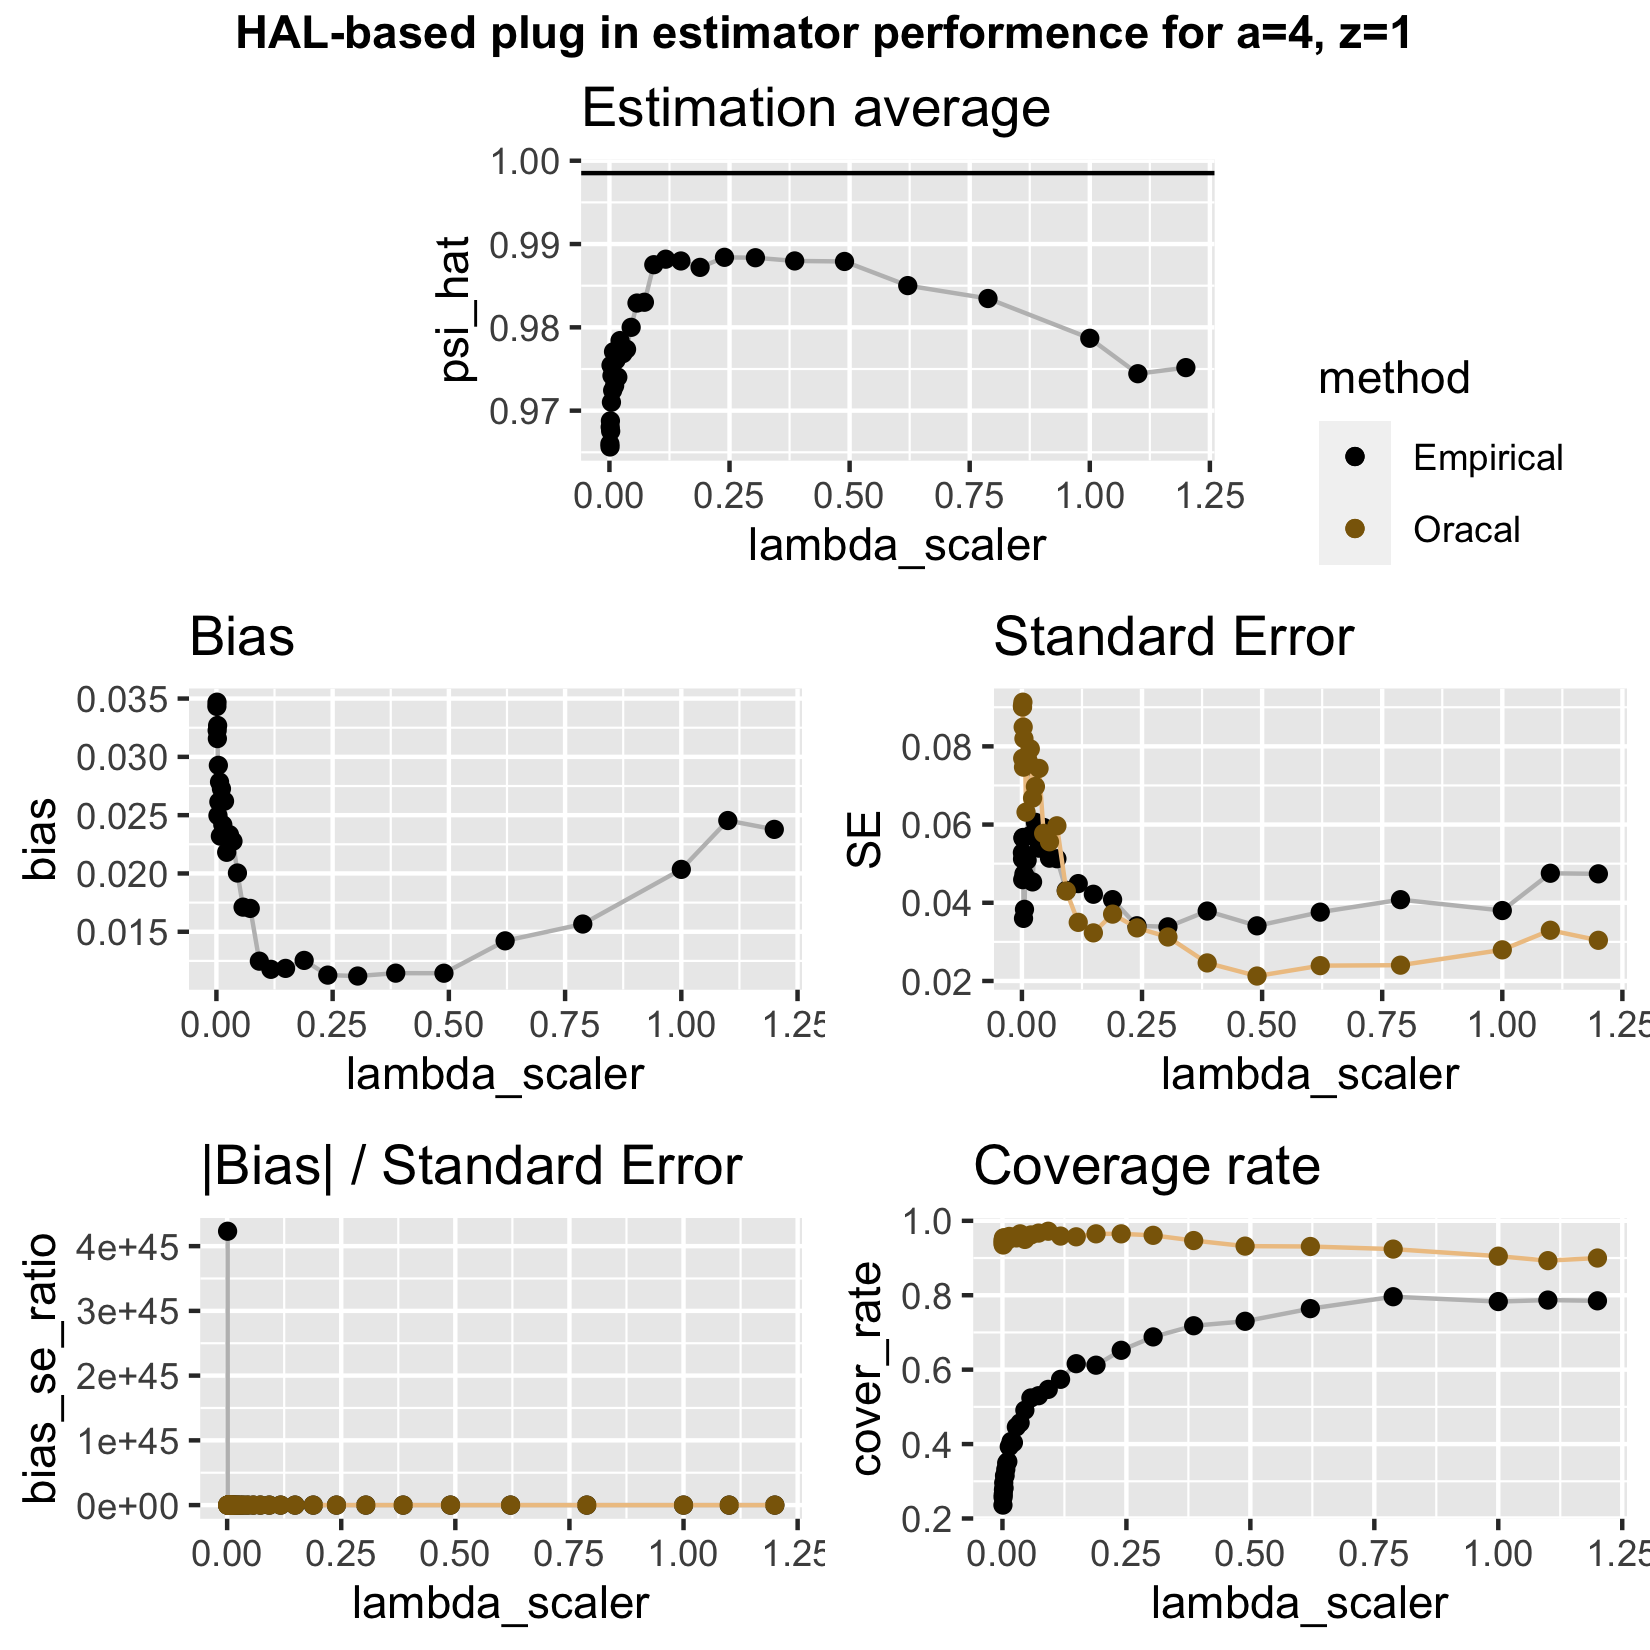 HAL-based plug in estimator performence for a=4, z=1
Estimation average
1.00
0.99
0.98
0.97
psi_hat
0.00 0.25 0.50 0.75 1.00 1.25
lambda_scaler
method
Empirical
Oracal
Bias
0.035
0.030
0.025
0.020
0.015
bias
0.00 0.25 0.50 0.75 1.00 1.25
lambda_scaler
Standard Error
0.08
0.06
0.04
0.02
SE
0.00 0.25 0.50 0.75 1.00 1.25
lambda_scaler
|Bias| / Standard Error
4e+45
3e+45
2e+45
1e+45
0e+00
bias_se_ratio
0.00 0.25 0.50 0.75 1.00 1.25
lambda_scaler
Coverage rate
1.0
0.8
0.6
0.4
0.2
cover_rate
0.00 0.25 0.50 0.75 1.00 1.25
lambda_scaler